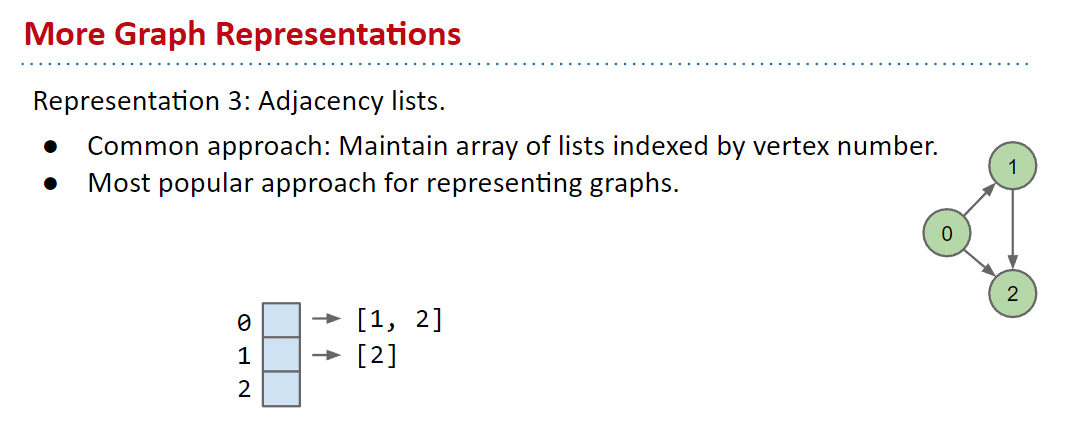 More Graph Representations
Representation 3: Adjacency lists.
● Common approach: Maintain array of lists indexed by vertex number.
● Most popular approach for representing graphs.
1
0
2
0 → [1, 2]
1 → [2]
2